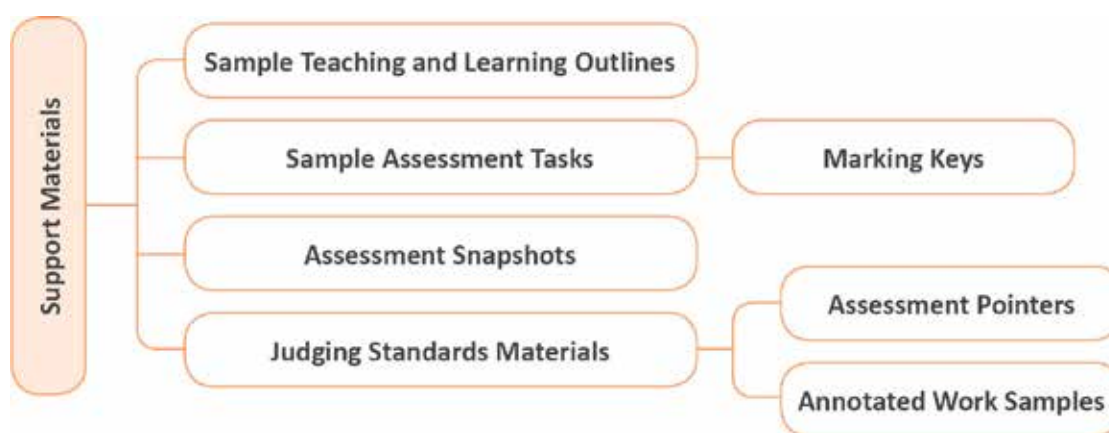 Support Materials
Sample Teaching and Learning Outlines
Sample Assessment Tasks
Marking Keys
Assessment Snapshots
Judging Standards Materials
Assessment Pointers
Annotated Work Samples